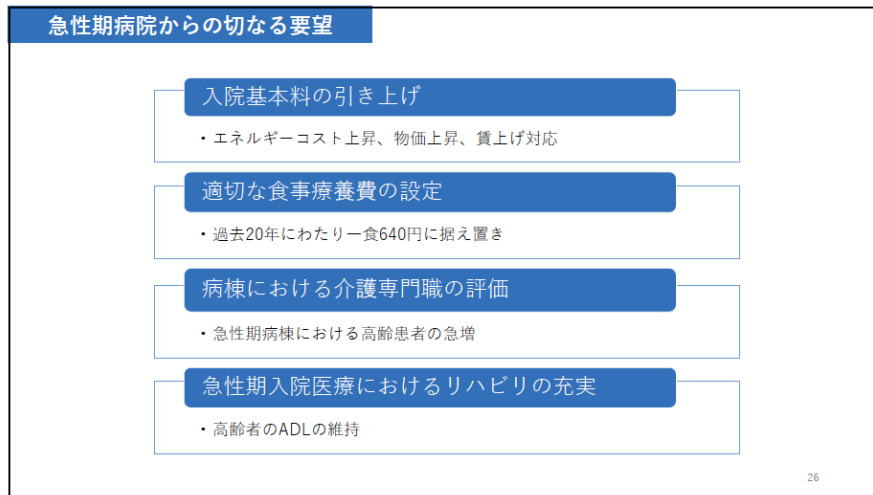 急性期病院からの切なる要望
入院基本料の引き上げ
・エネルギーコスト上昇、物価上昇、賃上げ対応
適切な食事療養費の設定
・過去20年にわたり一食640円に据え置き
病棟における介護専門職の評価
・急性期病棟における高齢患者の急増
急性期入院医療におけるリハビリの充実
・高齢者のADLの維持
26